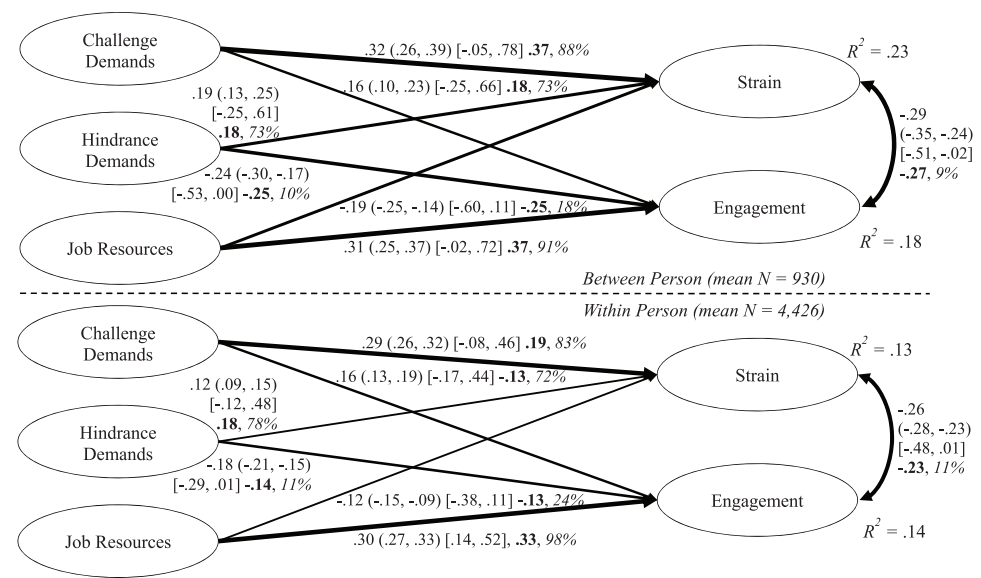 Challenge
Demands
.32 (.26, .39) [-.05, .78] .37, 88%
R² = .23
.16 (.10, .23) [-.25, .66] .18, 73%
Strain
.19 (.13, .25)
[-.25, .61]
.18, 73%
Hindrance
Demands
-.29
(-.35, -.24)
[-.51, -.02]
-.27, 9%
-.24 (-.30, -.17)
[-.53, .00] -.25, 10%
-.19 (-.25, -.14) [-.60, .11] -.25, 18%
Engagement
Job Resources
.31 (.25, .37) [-.02, .72] .37, 91%
R² = .18
Between Person (mean N = 930)
Within Person (mean N = 4,426)
Challenge
Demands
.29 (.26, .32) [-.08, .46] .19, 83%
R² = .13
.16 (.13, .19) [-.17, .44] -.13, 72%
Strain
.12 (.09, .15)
[-.12, .48]
.18, 78%
Hindrance
Demands
-.26
(-.28, -.23)
[-.48, .01]
-.23, 11%
-.18 (-.21, -.15)
[-.29, .01] -.14, 11%
-.12 (-.15, -.09) [-.38, .11] -.13, 24%
Engagement
Job Resources
.30 (.27, .33) [.14, .52], .33, 98%
R² = .14